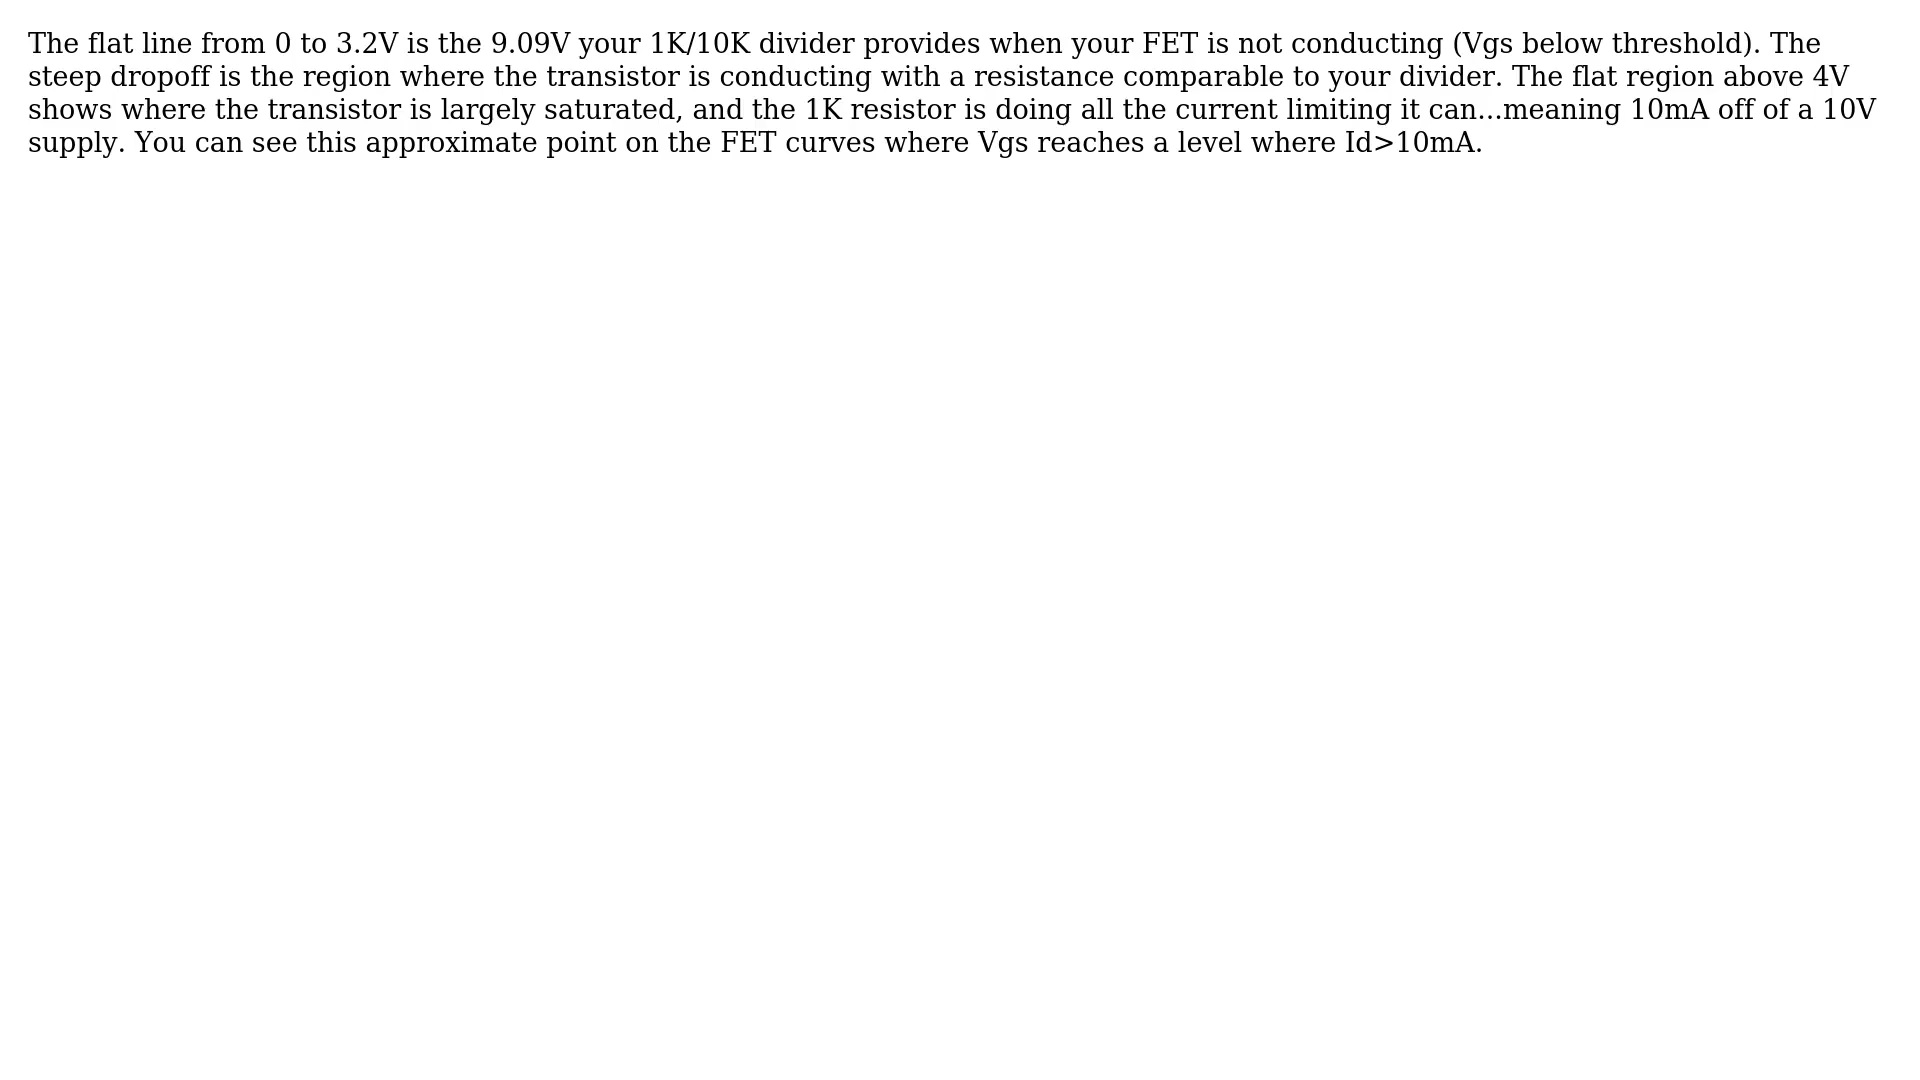 The flat line from 0 to 3.2V is the 9.09V your 1K/10K divider provides when your FET is not conducting (Vgs below threshold). The
steep dropoff is the region where the transistor is conducting with a resistance comparable to your divider. The flat region above 4V
shows where the transistor is largely saturated, and the 1K resistor is doing all the current limiting it can...meaning 10mA off of a 10V
supply. You can see this approximate point on the FET curves where Vgs reaches a level where Id>10mA.